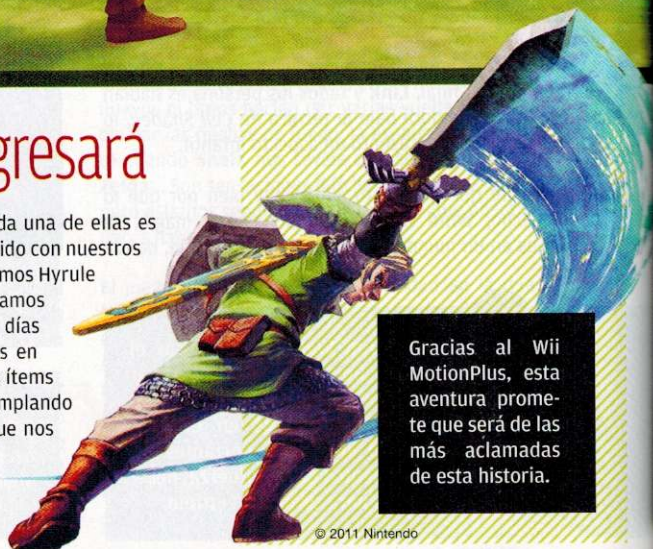 gresará
da una de ellas es
ido con nuestros
mos Hyrule
amos
días
s en
ítems
mplando
ue nos
Gracias al Wii
MotionPlus, esta
aventura prome-
te que será de las
más aclamadas
de esta historia.
© 2011 Nintendo